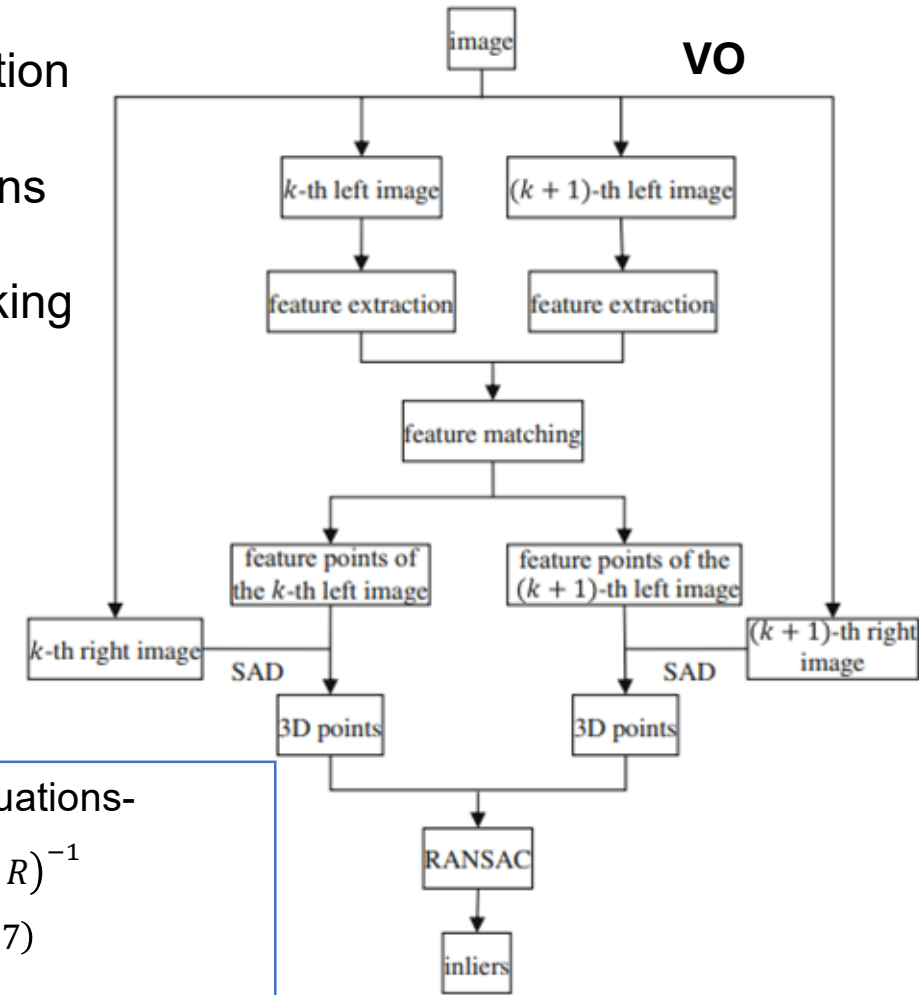 image
VO
tion
ns
king
k-th left image
(k + 1)-th left image
feature extraction
feature extraction
feature matching
feature points of
the k-th left image
feature points of the
(k + 1)-th left image
k-th right image
SAD
SAD
(k + 1)-th right
image
3D points
3D points
uations-
R)⁻¹
7)
RANSAC
inliers